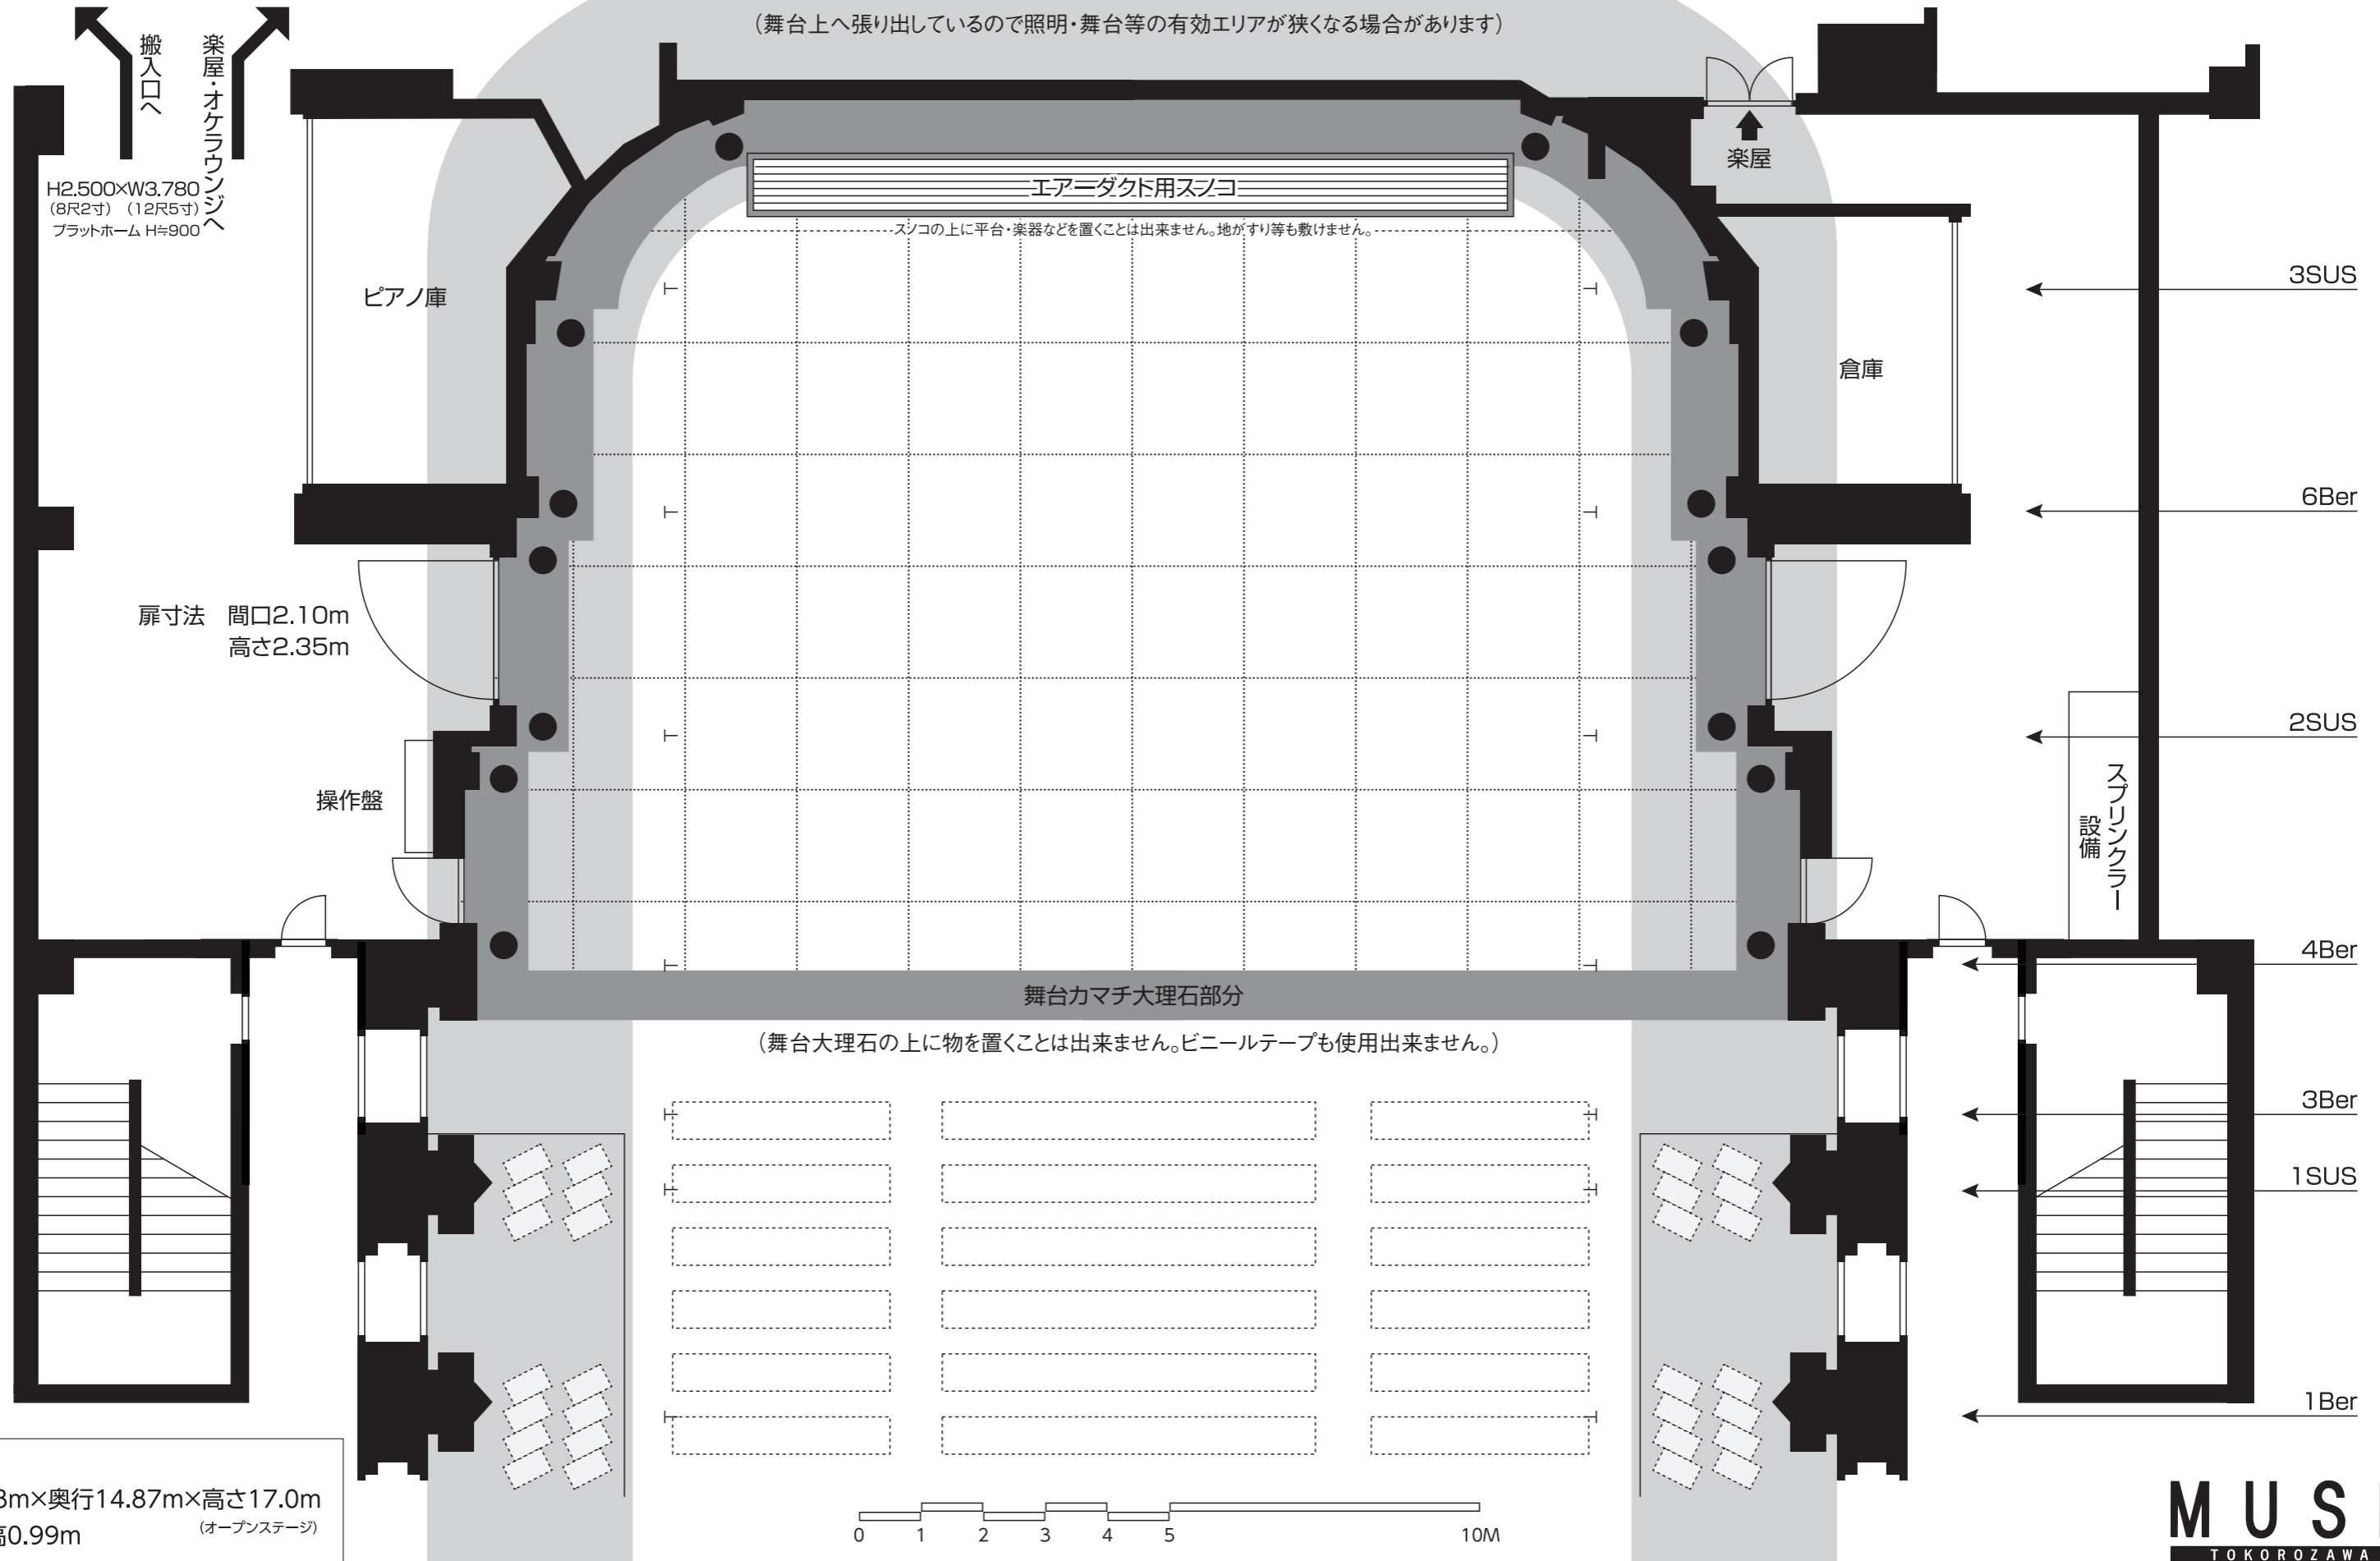 （舞台上へ張り出しているので照明・舞台等の有効エリアが狭くなる場合があります）
搬入口へ
楽屋・オケラウンジへ
H2.500×W3.780
（8尺2寸）（12尺5寸）
プラットホーム H≒900
楽屋
エアーダクト用スノコ
スノコの上に平台・楽器などを置くことは出来ません。地がすり等も敷けません。
ピアノ庫
3SUS
倉庫
6Ber
扉寸法　間口2.10m
高さ2.35m
2SUS
操作盤
スプリンクラー
設備
4Ber
舞台カマチ大理石部分
（舞台大理石の上に物を置くことは出来ません。ビニールテープも使用出来ません。）
3Ber
1SUS
1Ber
3m×奥行14.87m×高さ17.0m
（オープンステージ）
高0.99m
0 1 2 3 4 5 10M
MUS
TOKOROZAWA